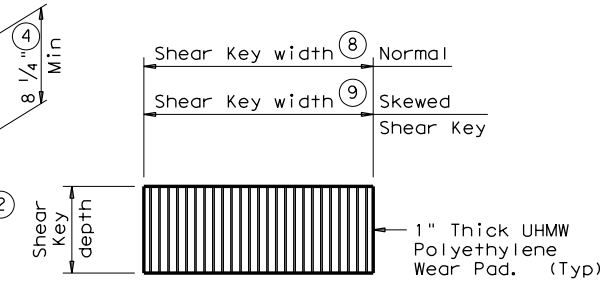 4
8 1/4" Min
Shear Key width 8 Normal
Shear Key width 9 Skewed
Shear Key
Shear
Key
depth
1" Thick UHMW
Polyethylene
Wear Pad. (Typ)